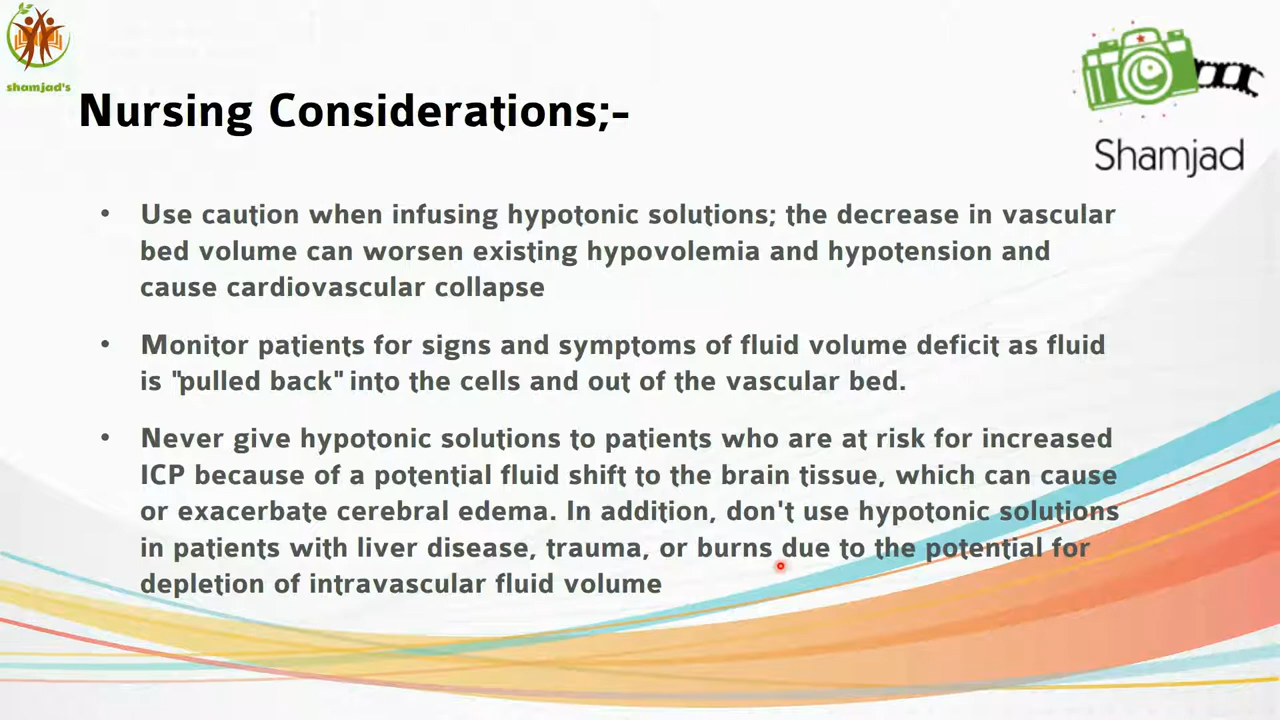 shamjad's
Shamjad
Nursing Considerations;-
• Use caution when infusing hypotonic solutions; the decrease in vascular
bed volume can worsen existing hypovolemia and hypotension and
cause cardiovascular collapse
• Monitor patients for signs and symptoms of fluid volume deficit as fluid
is "pulled back" into the cells and out of the vascular bed.
• Never give hypotonic solutions to patients who are at risk for increased
ICP because of a potential fluid shift to the brain tissue, which can cause
or exacerbate cerebral edema. In addition, don't use hypotonic solutions
in patients with liver disease, trauma, or burns due to the potential for
depletion of intravascular fluid volume